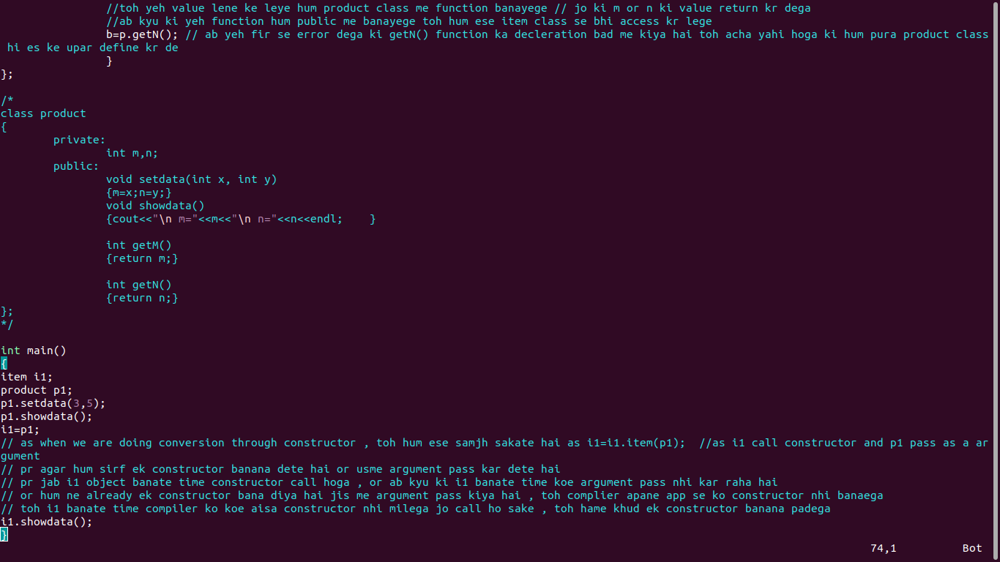 //toh yeh value lene ke leye hum product class me function banayege // jo ki m or n ki value return kr dega
//ab kyu ki yeh function hum public me banayege toh hum ese item class se bhi access kr lege
b=p.getN(); // ab yeh fir se error dega ki getN() function ka decleration bad me kiya hai toh acha yahi hoga ki hum pura product class
hi es ke upar define kr de
}
};
/*
class product
{
private:
int m,n;
public:
void setdata(int x, int y)
{m=x;n=y;}
void showdata()
{cout<<"\n m="<<m<<"\n n="<<n<<endl;    }
int getM()
{return m;}
int getN()
{return n;}
};
*/
int main()
{
item i1;
product p1;
p1.setdata(3,5);
p1.showdata();
i1=p1;
// as when we are doing conversion through constructor , toh hum ese samjh sakate hai as i1=i1.item(p1);  //as i1 call constructor and p1 pass as a ar
gument
// pr agar hum sirf ek constructor banana dete hai or usme argument pass kar dete hai
// pr jab i1 object banate time constructor call hoga , or ab kyu ki i1 banate time koe argument pass nhi kar raha hai
// or hum ne already ek constructor bana diya hai jis me argument pass kiya hai , toh complier apane app se ko constructor nhi banaega
// toh i1 banate time compiler ko koe aisa constructor nhi milega jo call ho sake , toh hame khud ek constructor banana padega
i1.showdata();
}
74,1 Bot